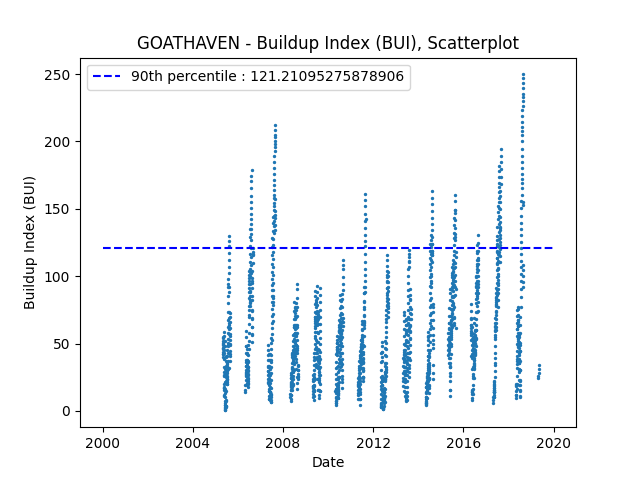 GOATHAVEN - Buildup Index (BUI), Scatterplot
90th percentile : 121.21095275878906
250
200
150
100
50
0
Buildup Index (BUI)
2000 2004 2008 2012 2016 2020
Date